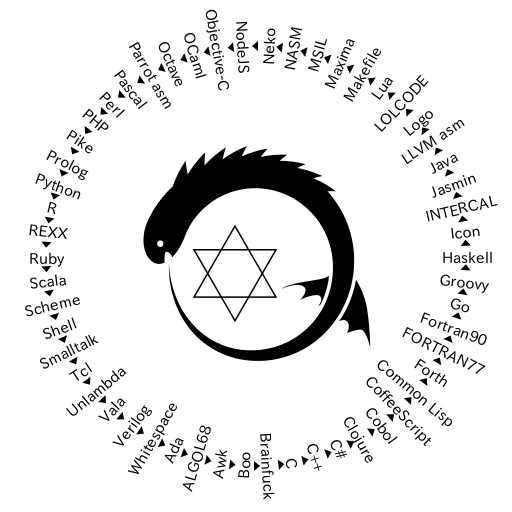 Ruby
Scala
Scheme
Shell
Smalltalk
Tcl
Unlambda
Vala
Verilog
Whitespace
Ada
ALGOL68
Awk
Boo
Brainfuck
C
C++
C#
Clojure
Cobol
CoffeeScript
Common Lisp
Forth
FORTRAN77
Fortran90
Go
Groovy
Haskell
Icon
INTERCAL
Jasmin
Java
LLVM asm
Logo
LOLCODE
Lua
Makefile
Maxima
MSIL
NASM
Neko
NodeJS
Objective-C
OCaml
Octave
Parrot asm
Pascal
Perl
PHP
Pike
Prolog
Python
R
REXX